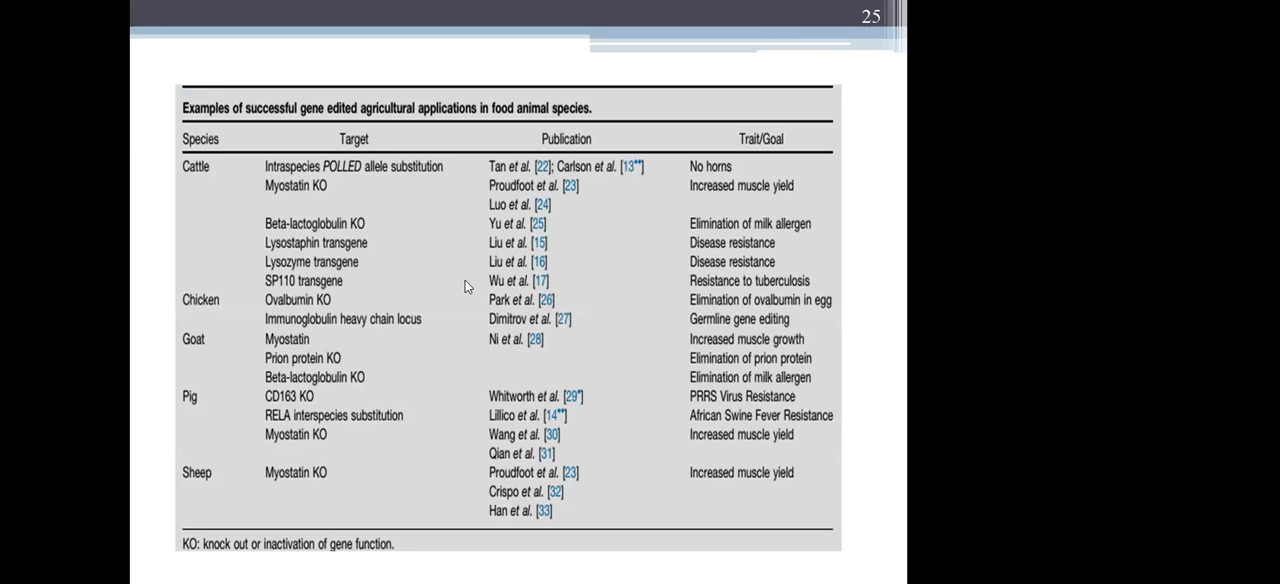 25
Examples of successful gene edited agricultural applications in food animal species.
Species Target Publication Trait/Goal
Cattle Intraspecies POLLED allele substitution Tan et al. [22]; Carlson et al. [13••] No horns
Myostatin KO Proudfoot et al. [23] Increased muscle yield
Luo et al. [24]
Beta-lactoglobulin KO Yu et al. [25] Elimination of milk allergen
Lysostaphin transgene Liu et al. [15] Disease resistance
Lysozyme transgene Liu et al. [16] Disease resistance
SP110 transgene Wu et al. [17] Resistance to tuberculosis
Chicken Ovalbumin KO Park et al. [26] Elimination of ovalbumin in egg
Immunoglobulin heavy chain locus Dimitrov et al. [27] Germline gene editing
Goat Myostatin Ni et al. [28] Increased muscle growth
Prion protein KO Elimination of prion protein
Beta-lactoglobulin KO Elimination of milk allergen
Pig CD163 KO Whitworth et al. [29•] PRRS Virus Resistance
RELA interspecies substitution Lillico et al. [14••] African Swine Fever Resistance
Myostatin KO Wang et al. [30] Increased muscle yield
Qian et al. [31]
Sheep Myostatin KO Proudfoot et al. [23] Increased muscle yield
Crispo et al. [32]
Han et al. [33]
KO: knock out or inactivation of gene function.